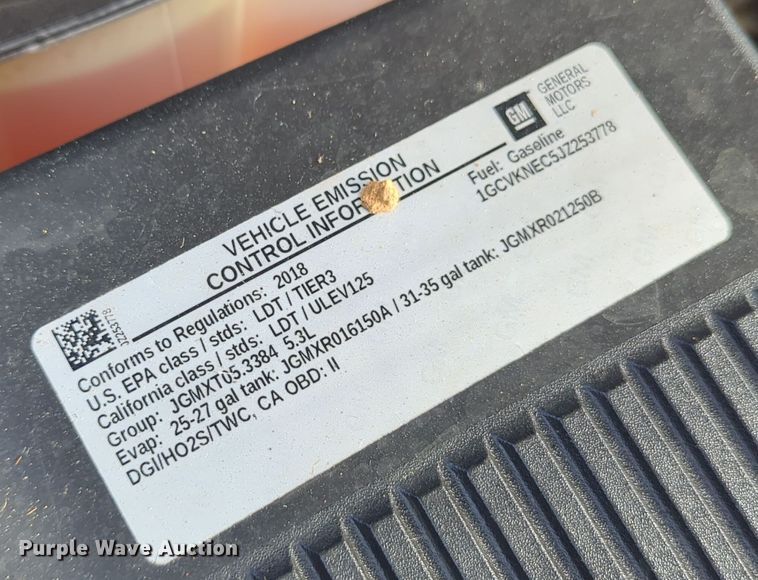 GM
GENERAL
MOTORS
LLC
VEHICLE EMISSION
CONTROL INFORMATION
Fuel: Gasoline
1GCVKNEC5JZ253778
JZ253778
Conforms to Regulations: 2018
U.S. EPA class / stds: LDT / TIER3
California class / stds: LDT / ULEV125
Group: JGMXT05.3384 5.3L
Evap: 25-27 gal tank: JGMXR016150A / 31-35 gal tank: JGMXR021250B
DGI/HO2S/TWC, CA OBD: II
Purple Wave Auction